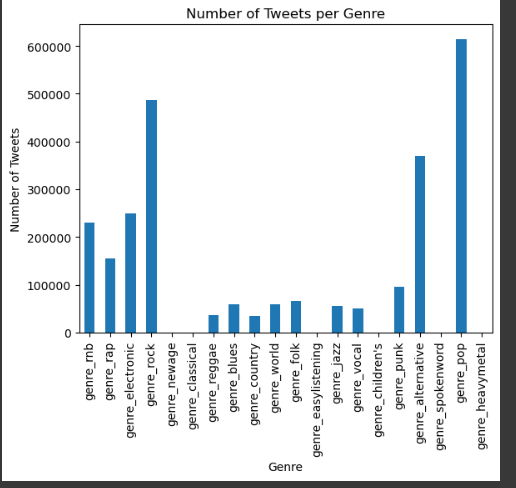 Number of Tweets per Genre
Number of Tweets
600000
500000
400000
300000
200000
100000
0
genre_rnb
genre_rap
genre_electronic
genre_rock
genre_newage
genre_classical
genre_reggae
genre_blues
genre_country
genre_world
genre_folk
genre_easylistening
genre_jazz
genre_vocal
genre_children's
genre_punk
genre_alternative
genre_spokenword
genre_pop
genre_heavymetal
Genre